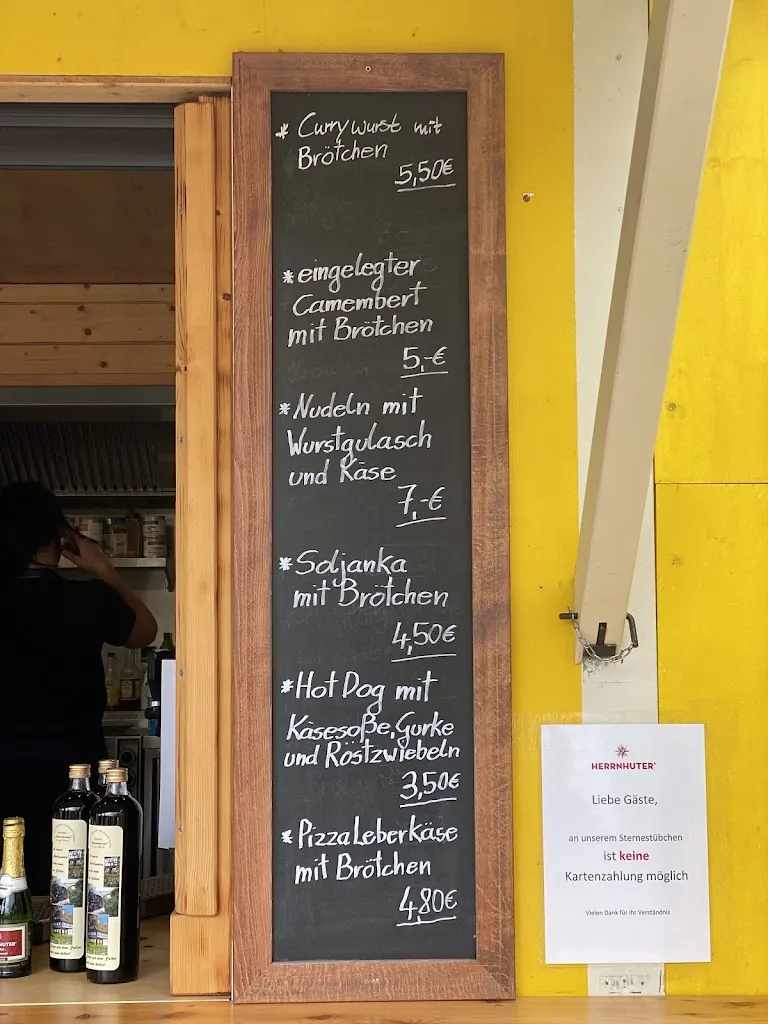 * Currywurst mit
Brötchen
5,50€
* eingelegter
Camembert
mit Brötchen
5,-€
* Nudeln mit
Wurstgulasch
und Käse
7,-€
* Soljanka
mit Brötchen
4,50€
* Hot Dog mit
Käsesoße, Gurke
und Röstzwiebeln
3,50€
* Pizza Leberkäse
mit Brötchen
4,80€
HERRNHUTER®
Liebe Gäste,
an unserem Sternestübchen
ist keine
Kartenzahlung möglich
Vielen Dank für Ihr Verständnis